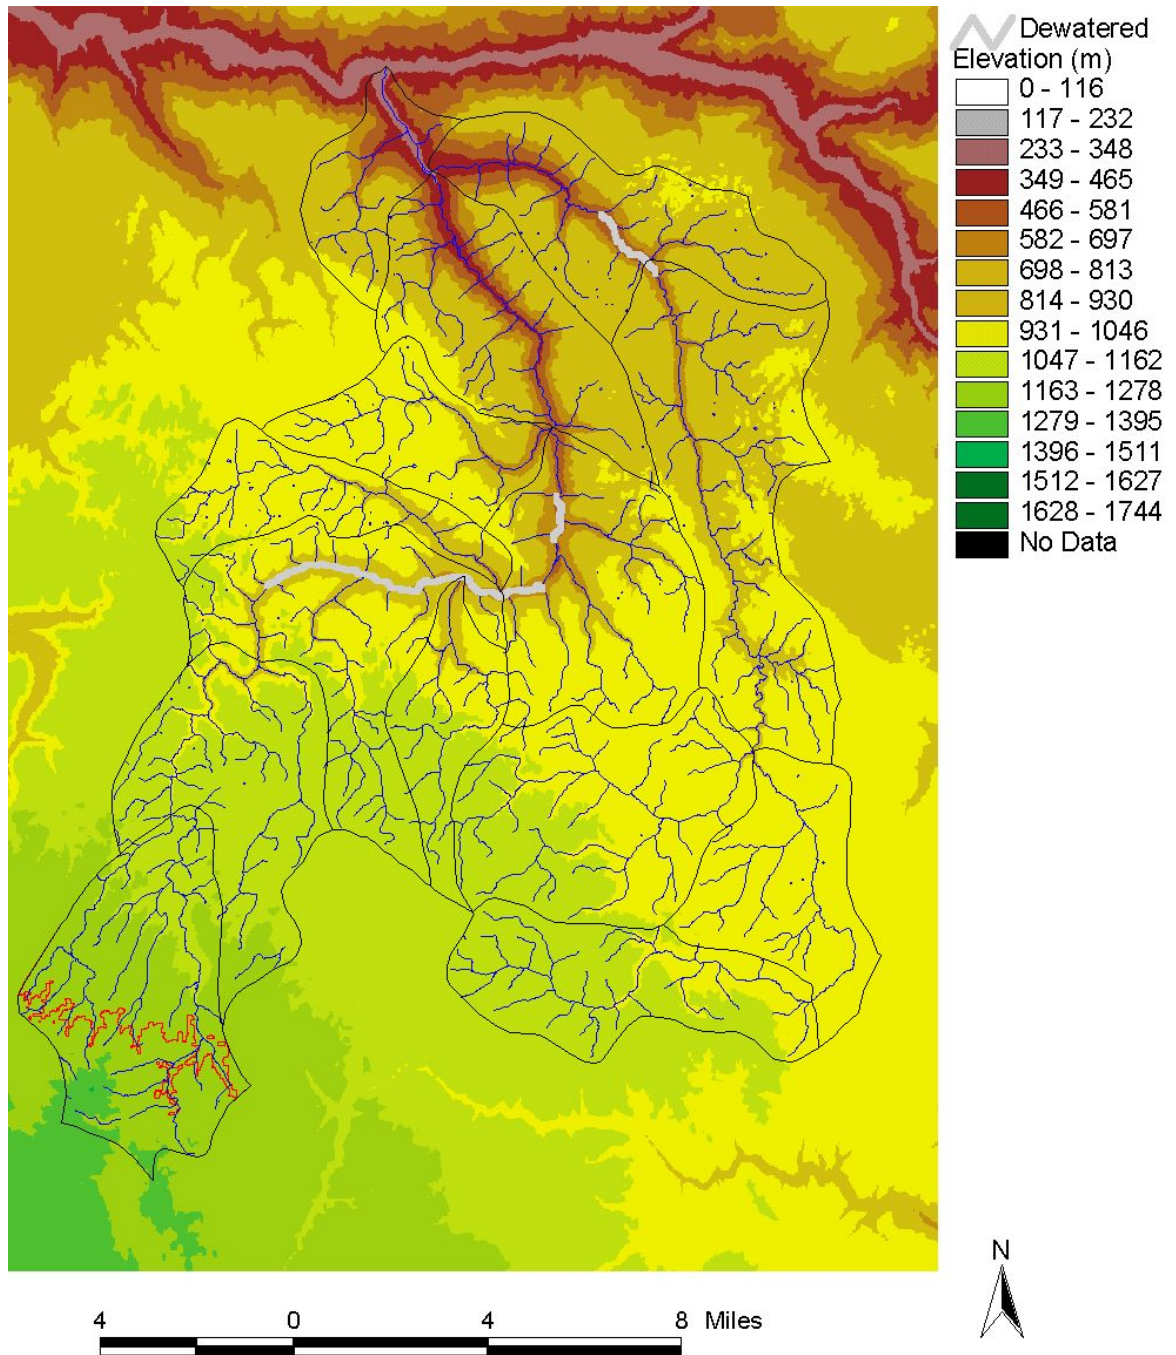 Dewatered
Elevation (m)
0 - 116
117 - 232
233 - 348
349 - 465
466 - 581
582 - 697
698 - 813
814 - 930
931 - 1046
1047 - 1162
1163 - 1278
1279 - 1395
1396 - 1511
1512 - 1627
1628 - 1744
No Data
N
4 0 4 8 Miles